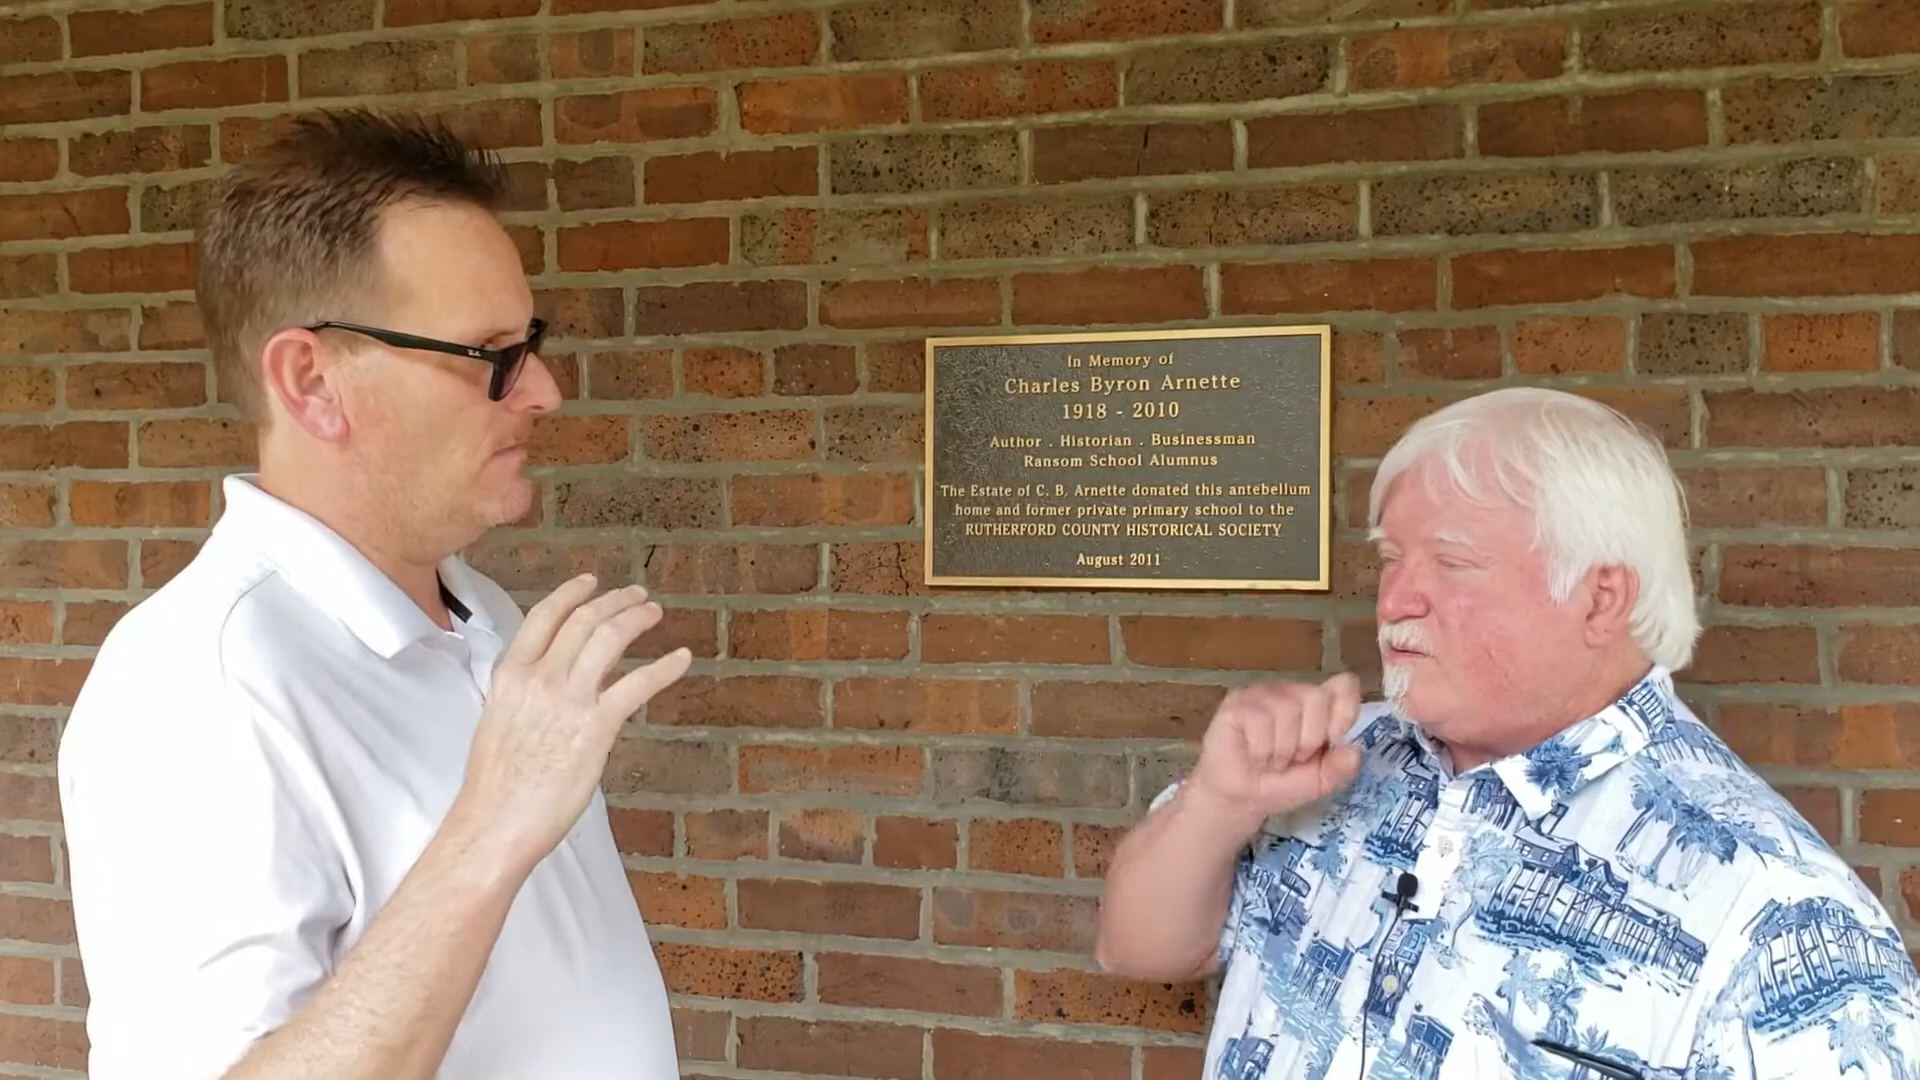 In Memory of
Charles Byron Arnette
1918 - 2010
Author . Historian . Businessman
Ransom School Alumnus
The Estate of C. B. Arnette donated this antebellum
home and former private primary school to the
RUTHERFORD COUNTY HISTORICAL SOCIETY
August 2011